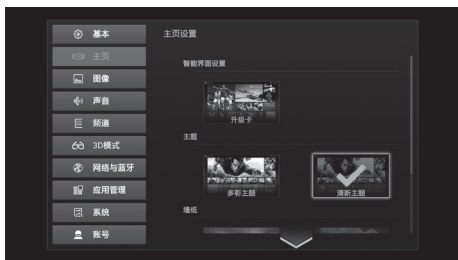 基本
主页
图像
声音
频道
3D模式
网络与蓝牙
应用管理
系统
账号
主页设置
智能界面设置
升级卡
主题
多彩主题
清新主题
墙纸